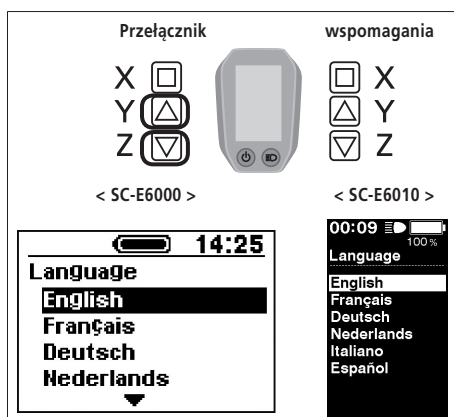 Przełącznik wspomagania
X X
Y Y
Z Z
< SC-E6000 > < SC-E6010 >
14:25
Language
English
Français
Deutsch
Nederlands
00:09
100 %
Language
English
Français
Deutsch
Nederlands
Italiano
Español